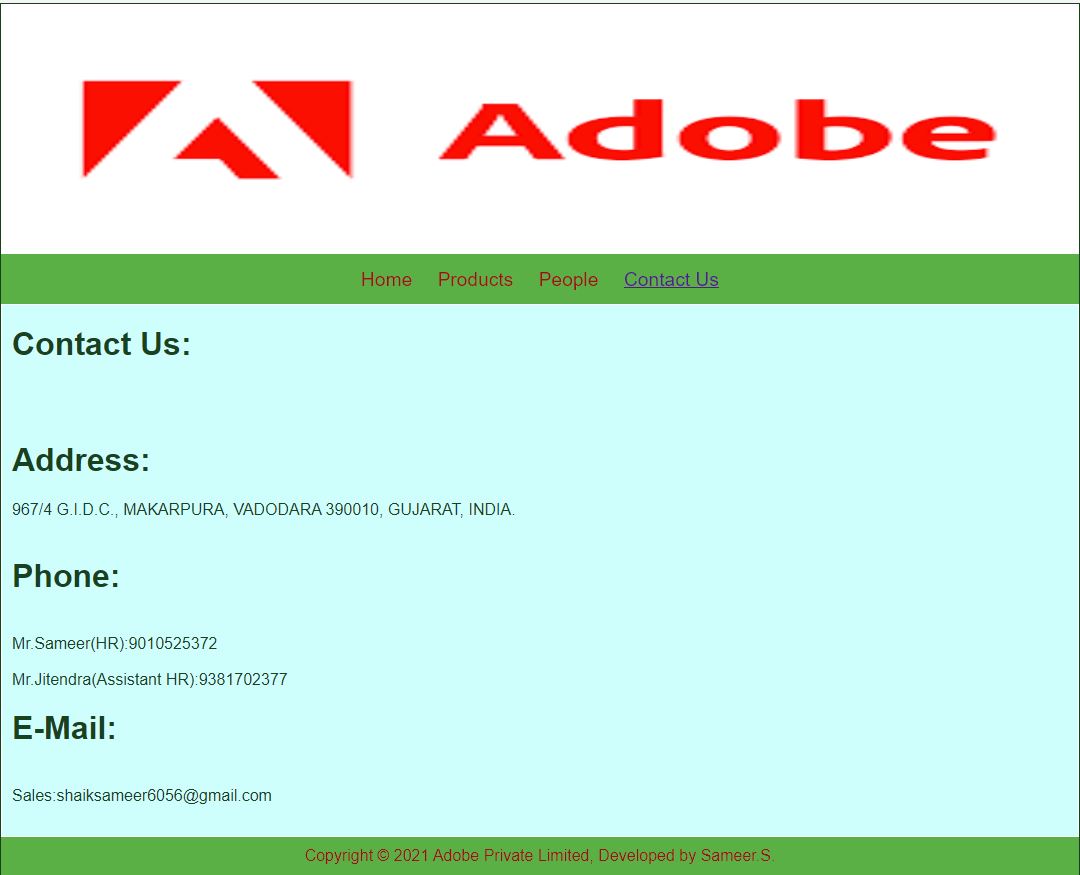 Adobe
Home Products People Contact Us
Contact Us:
Address:
967/4 G.I.D.C., MAKARPURA, VADODARA 390010, GUJARAT, INDIA.
Phone:
Mr.Sameer(HR):9010525372
Mr.Jitendra(Assistant HR):9381702377
E-Mail:
Sales:shaiksameer6056@gmail.com
Copyright © 2021 Adobe Private Limited, Developed by Sameer.S.